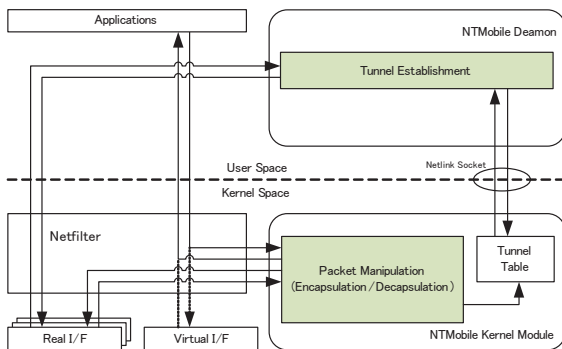 Applications
NTMobile Deamon
Tunnel Establishment
User Space
Netlink Socket
Kernel Space
Netfilter
Packet Manipulation
(Encapsulation/Decapsulation)
Tunnel
Table
Real I/F
Virtual I/F
NTMobile Kernel Module